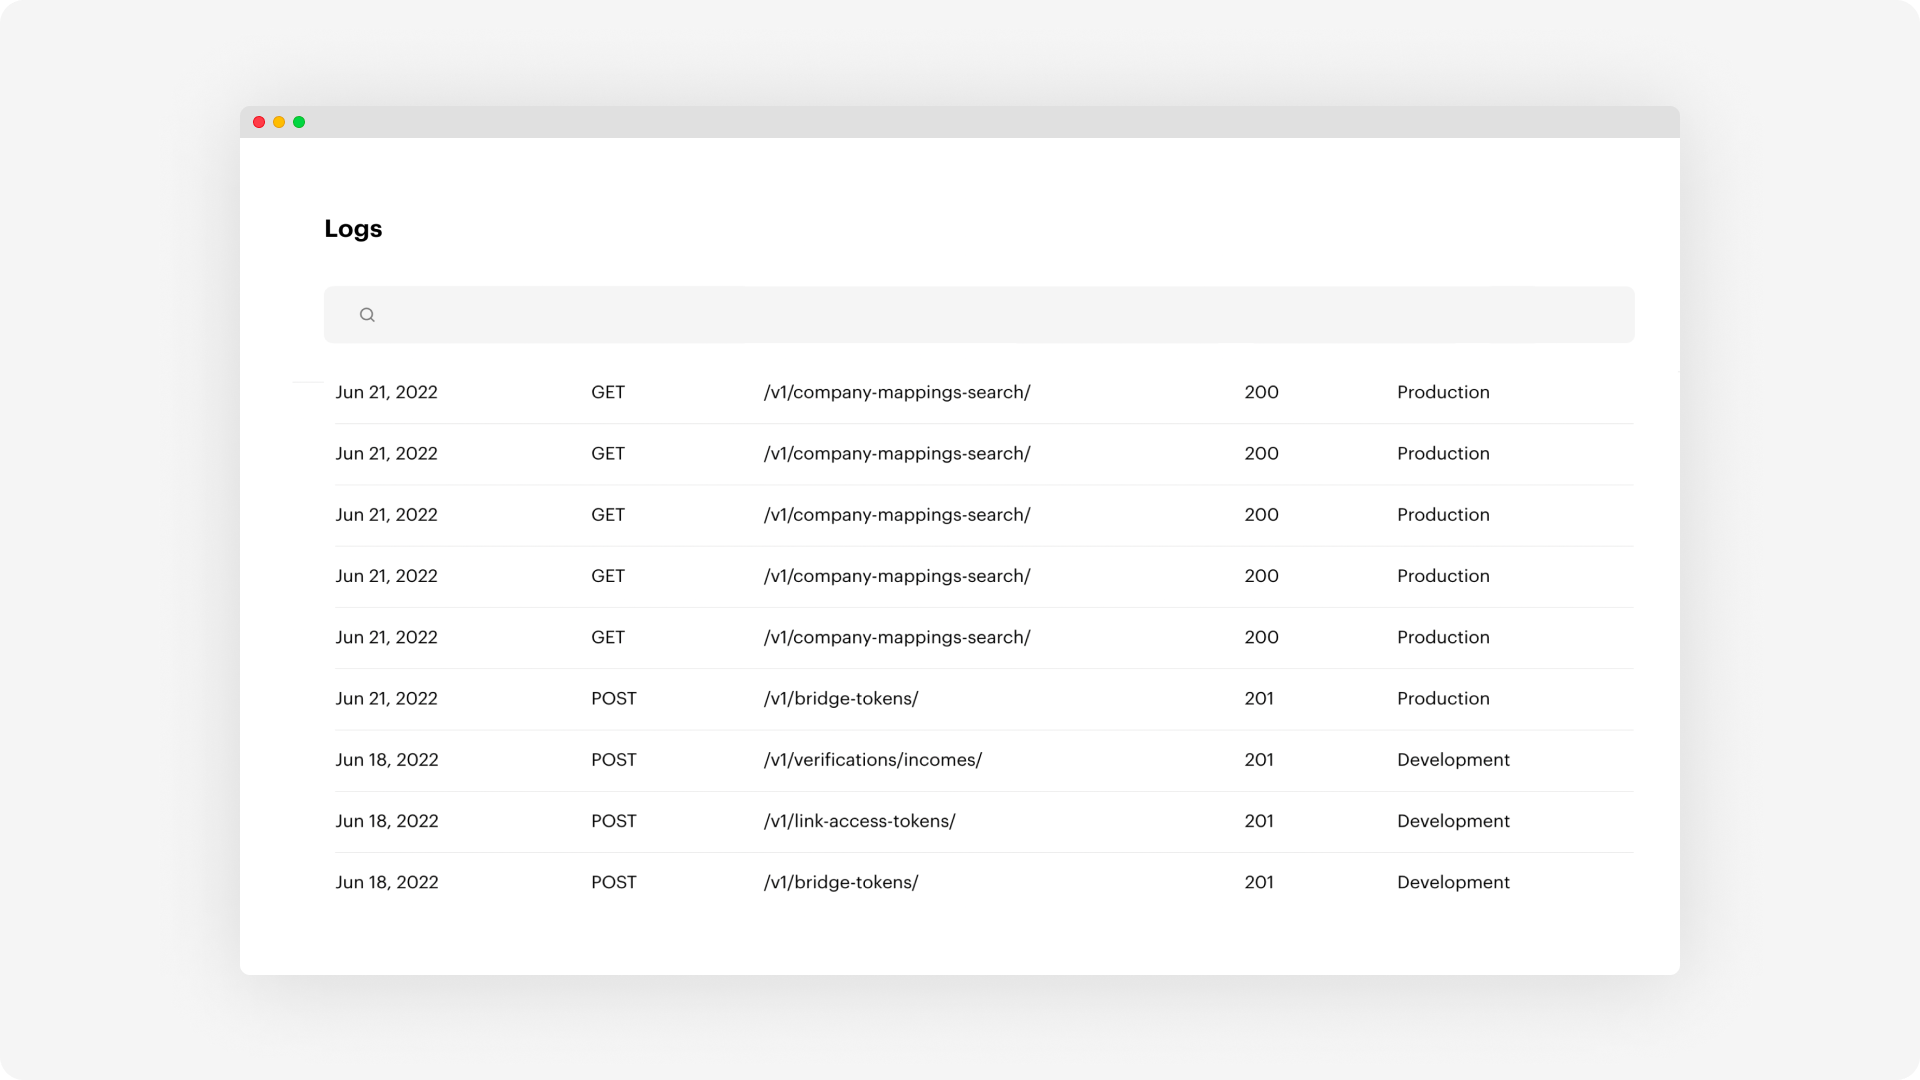 Logs
Jun 21, 2022 GET /v1/company-mappings-search/ 200 Production
Jun 21, 2022 GET /v1/company-mappings-search/ 200 Production
Jun 21, 2022 GET /v1/company-mappings-search/ 200 Production
Jun 21, 2022 GET /v1/company-mappings-search/ 200 Production
Jun 21, 2022 GET /v1/company-mappings-search/ 200 Production
Jun 21, 2022 POST /v1/bridge-tokens/ 201 Production
Jun 18, 2022 POST /v1/verifications/incomes/ 201 Development
Jun 18, 2022 POST /v1/link-access-tokens/ 201 Development
Jun 18, 2022 POST /v1/bridge-tokens/ 201 Development